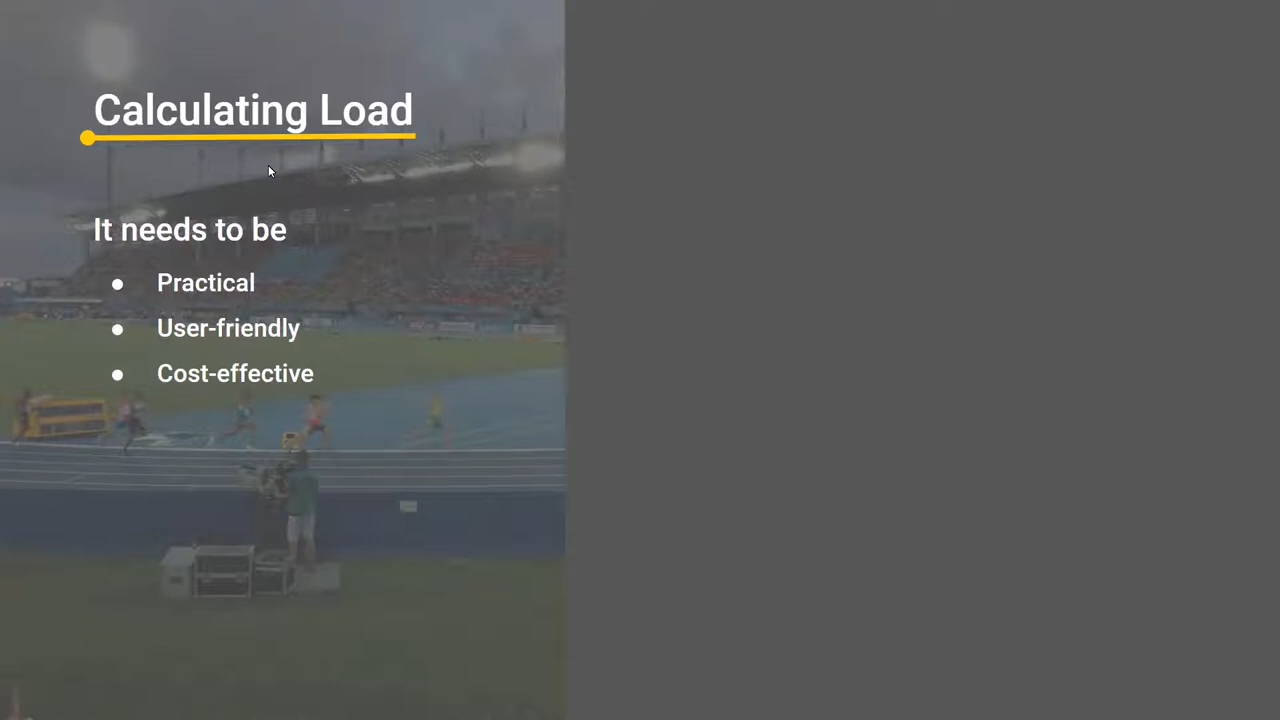 Calculating Load
It needs to be
● Practical
● User-friendly
● Cost-effective